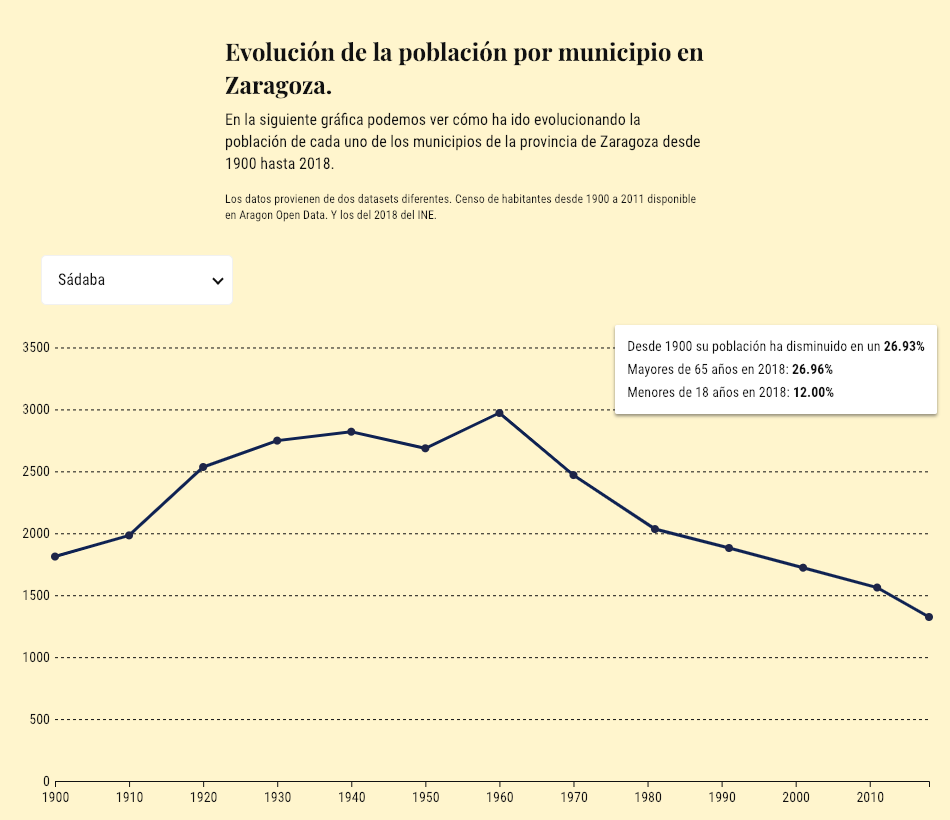 Evolución de la población por municipio en
Zaragoza.
En la siguiente gráfica podemos ver cómo ha ido evolucionando la
población de cada uno de los municipios de la provincia de Zaragoza desde
1900 hasta 2018.
Los datos provienen de dos datasets diferentes. Censo de habitantes desde 1900 a 2011 disponible
en Aragon Open Data. Y los del 2018 del INE.
Sádaba
Desde 1900 su población ha disminuido en un 26.93%
Mayores de 65 años en 2018: 26.96%
Menores de 18 años en 2018: 12.00%
3500
3000
2500
2000
1500
1000
500
0
1900 1910 1920 1930 1940 1950 1960 1970 1980 1990 2000 2010